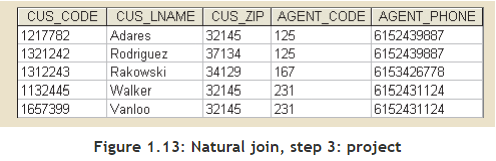 CUS_CODE CUS_LNAME CUS_ZIP AGENT_CODE AGENT_PHONE
1217782 Adares 32145 125 6152439887
1321242 Rodriguez 37134 125 6152439887
1312243 Rakowski 34129 167 6153426778
1132445 Walker 32145 231 6152431124
1657399 Vanloo 32145 231 6152431124
Figure 1.13: Natural join, step 3: project